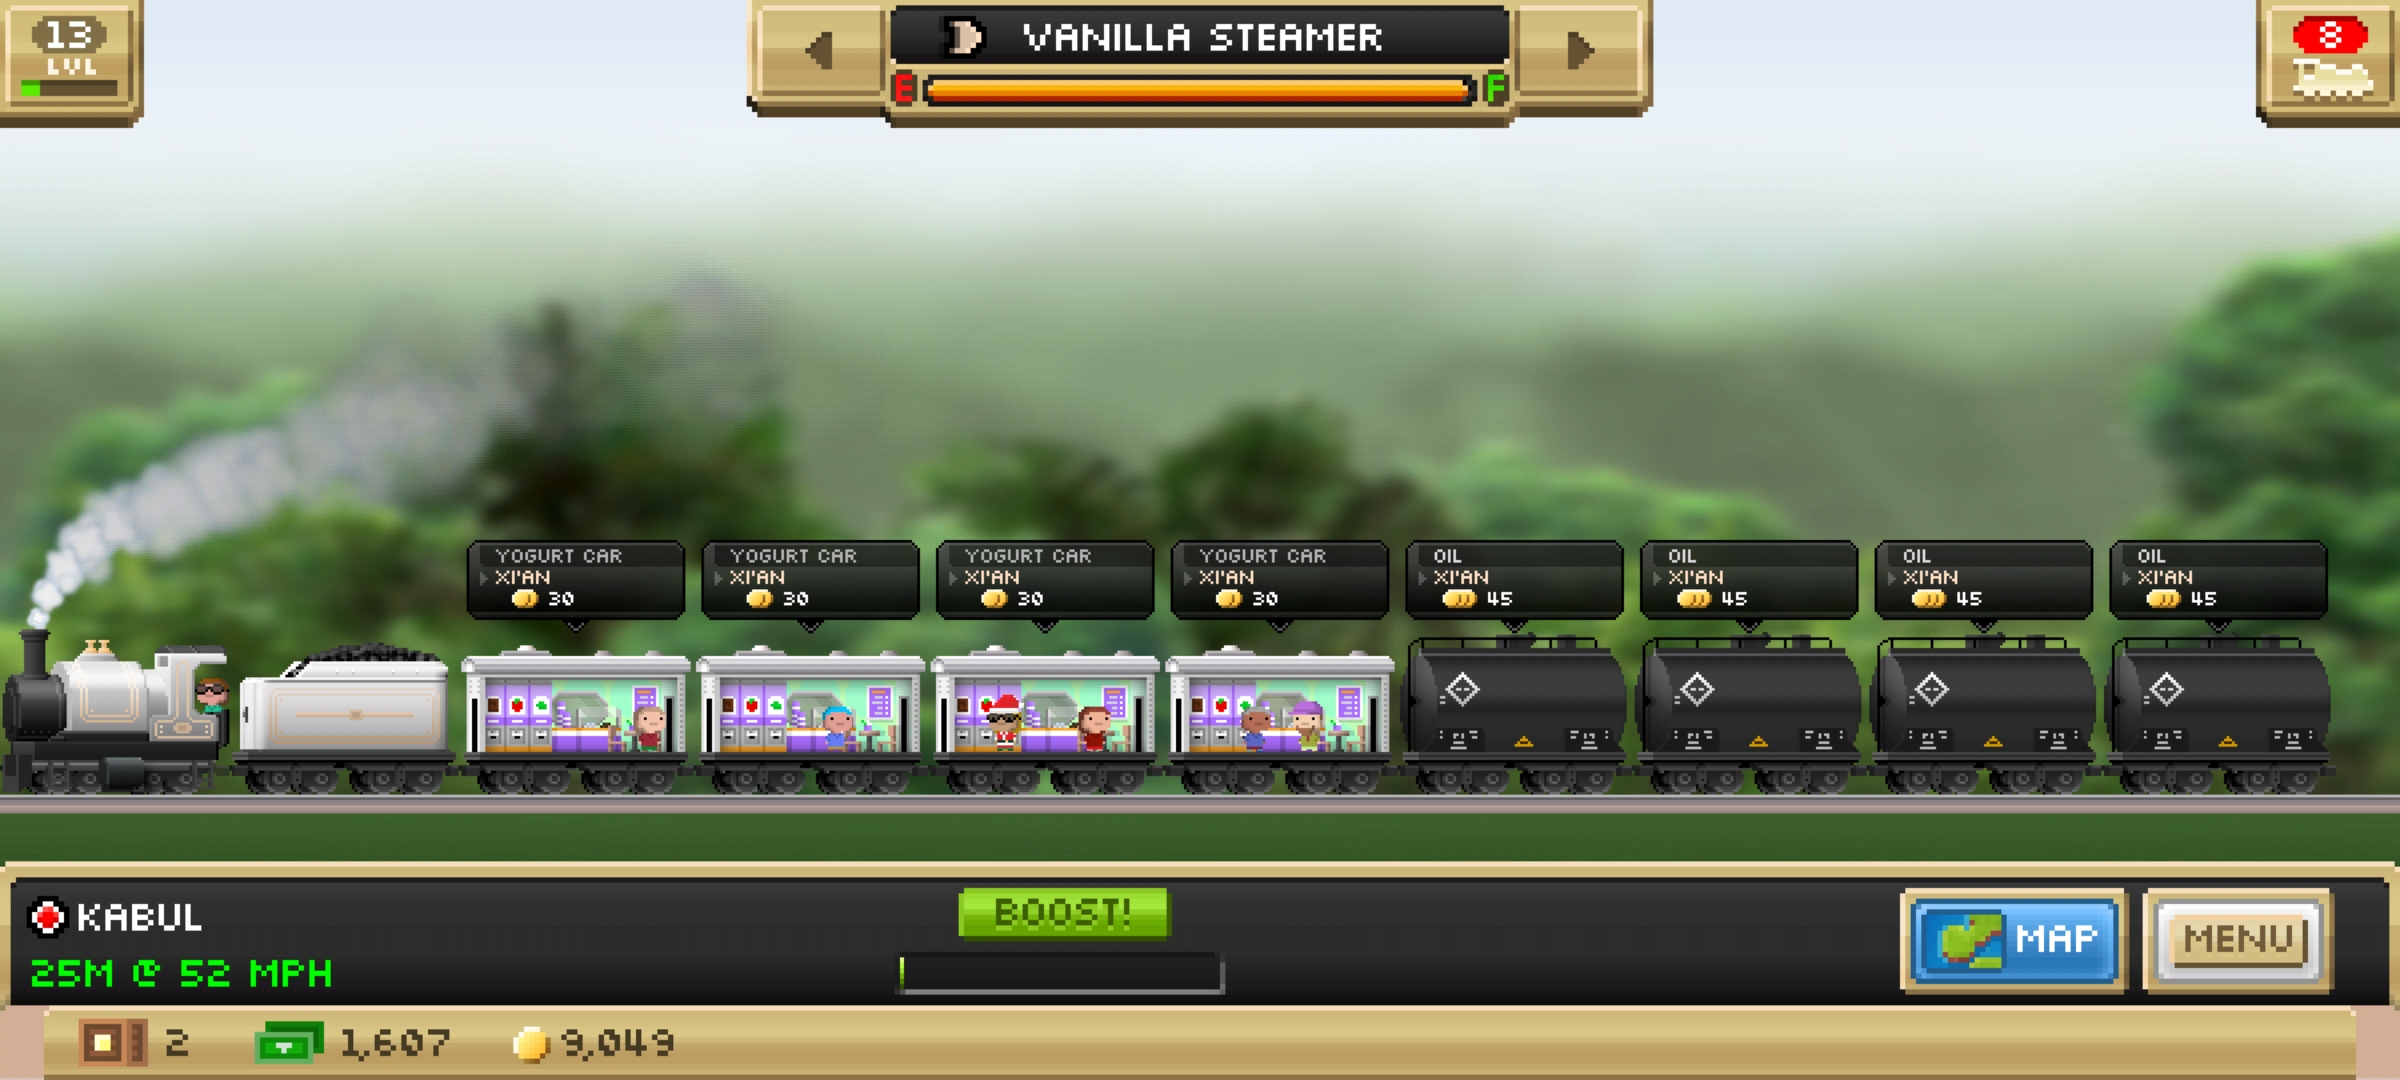 13
LVL
VANILLA STEAMER
E F
8
YOGURT CAR
XI'AN
30
YOGURT CAR
XI'AN
30
YOGURT CAR
XI'AN
30
YOGURT CAR
XI'AN
30
OIL
XI'AN
45
OIL
XI'AN
45
OIL
XI'AN
45
OIL
XI'AN
45
KABUL
25M @ 52 MPH
BOOST!
MAP
MENU
2
1,607
9,049